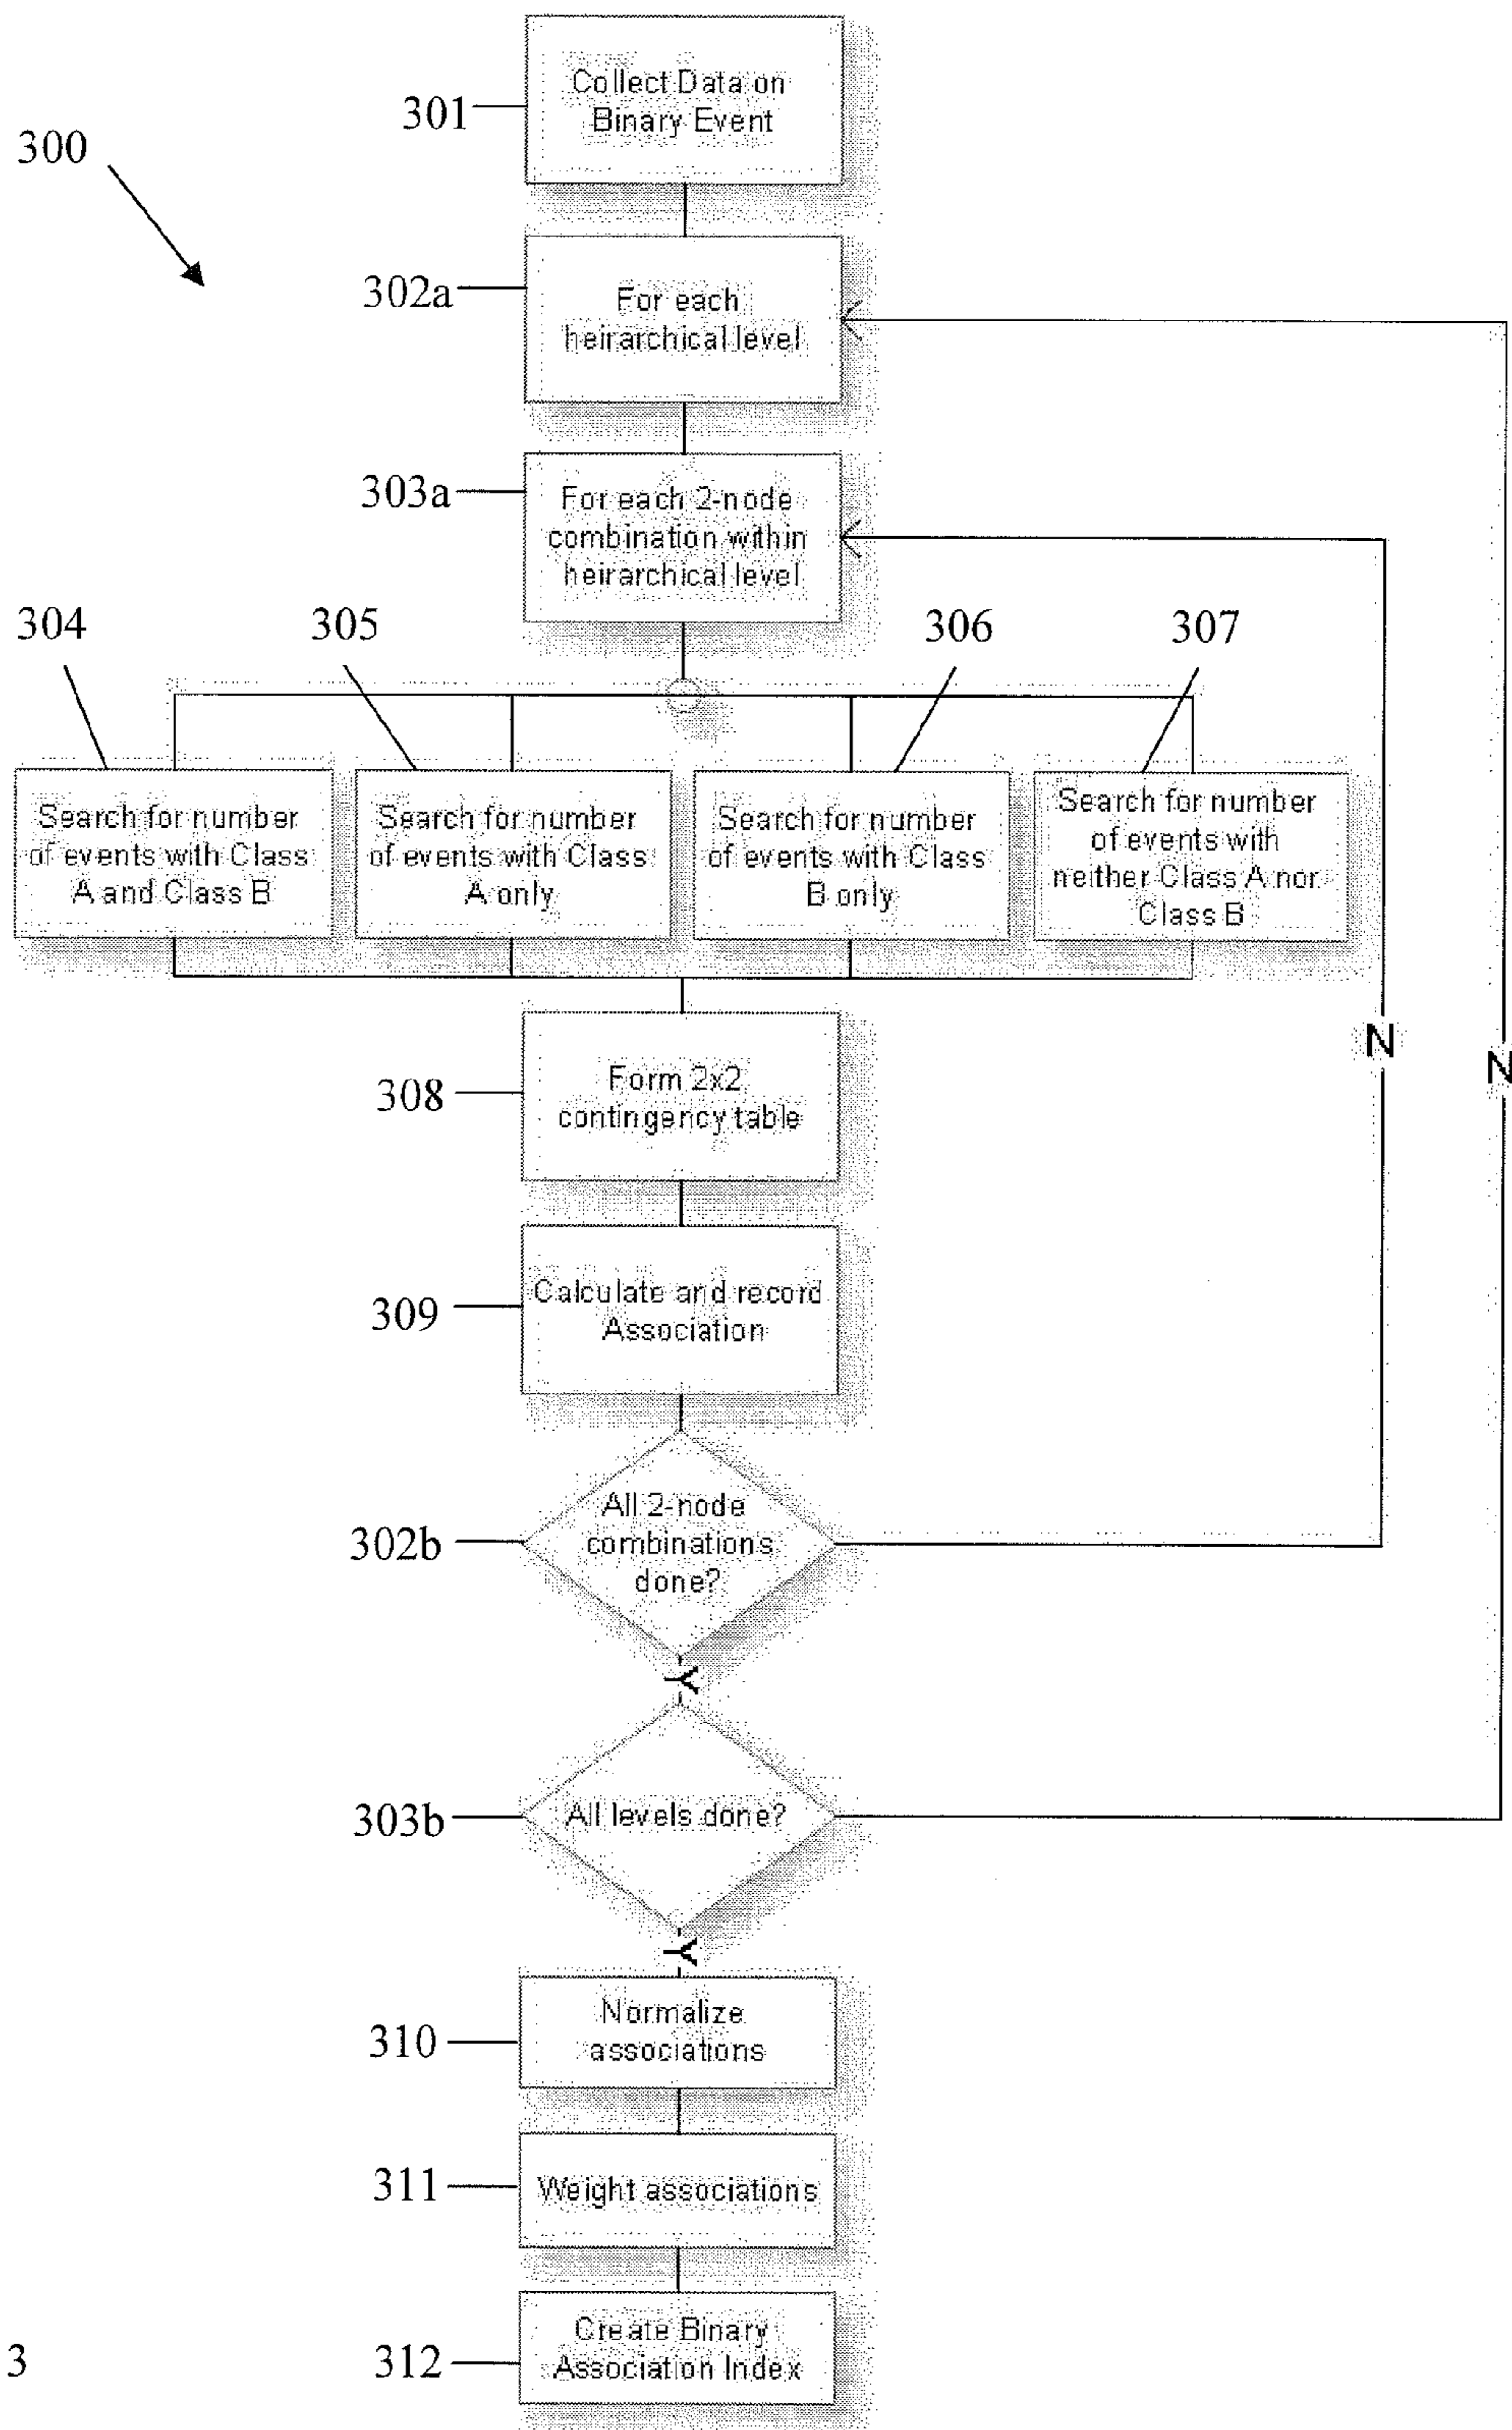 300
301
Collect Data on
Binary Event
302a
For each
heirarchical level
303a
For each 2-node
combination within
heirarchical level
304
305
306
307
Search for number
of events with Class
A and Class B
Search for number
of events with Class
A only
Search for number
of events with Class
B only
Search for number
of events with
neither Class A nor
Class B
308
Form 2x2
contingency table
N
N
309
Calculate and record
Association
302b
All 2-node
combinations
done?
Y
303b
All levels done?
Y
310
Normalize
associations
311
Weight associations
312
Create Binary
Association Index
3